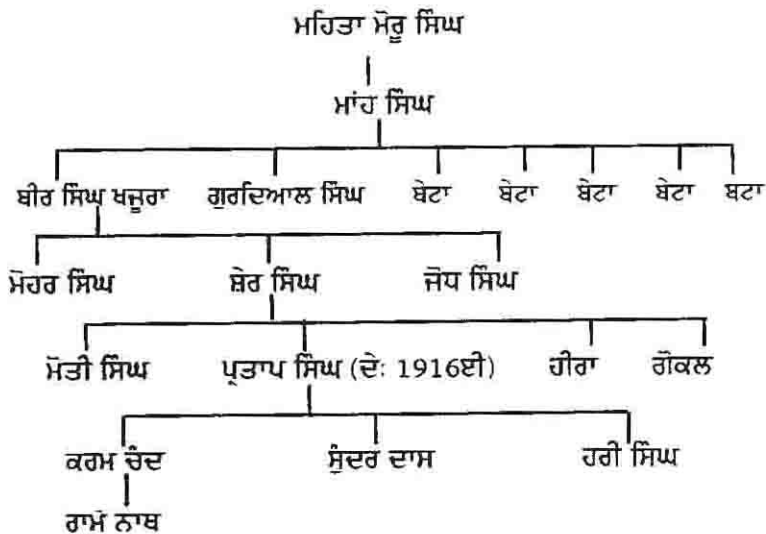 ਮਹਿਤਾ ਮੋਰੂ ਸਿੰਘ
ਮਾਂਹ ਸਿੰਘ
ਬੀਰ ਸਿੰਘ ਖਜੂਰਾ ਗੁਰਦਿਆਲ ਸਿੰਘ ਬੇਟਾ ਬੇਟਾ ਬੇਟਾ ਬੇਟਾ ਬਟਾ
ਮੋਹਰ ਸਿੰਘ ਸ਼ੇਰ ਸਿੰਘ ਜੋਧ ਸਿੰਘ
ਮੋਤੀ ਸਿੰਘ ਪ੍ਰਤਾਪ ਸਿੰਘ (ਦੇ: 1916ਈ) ਹੀਰਾ ਗੋਕਲ
ਕਰਮ ਚੰਦ ਸੁੰਦਰ ਦਾਸ ਹਰੀ ਸਿੰਘ
ਰਾਮੋ ਨਾਥ